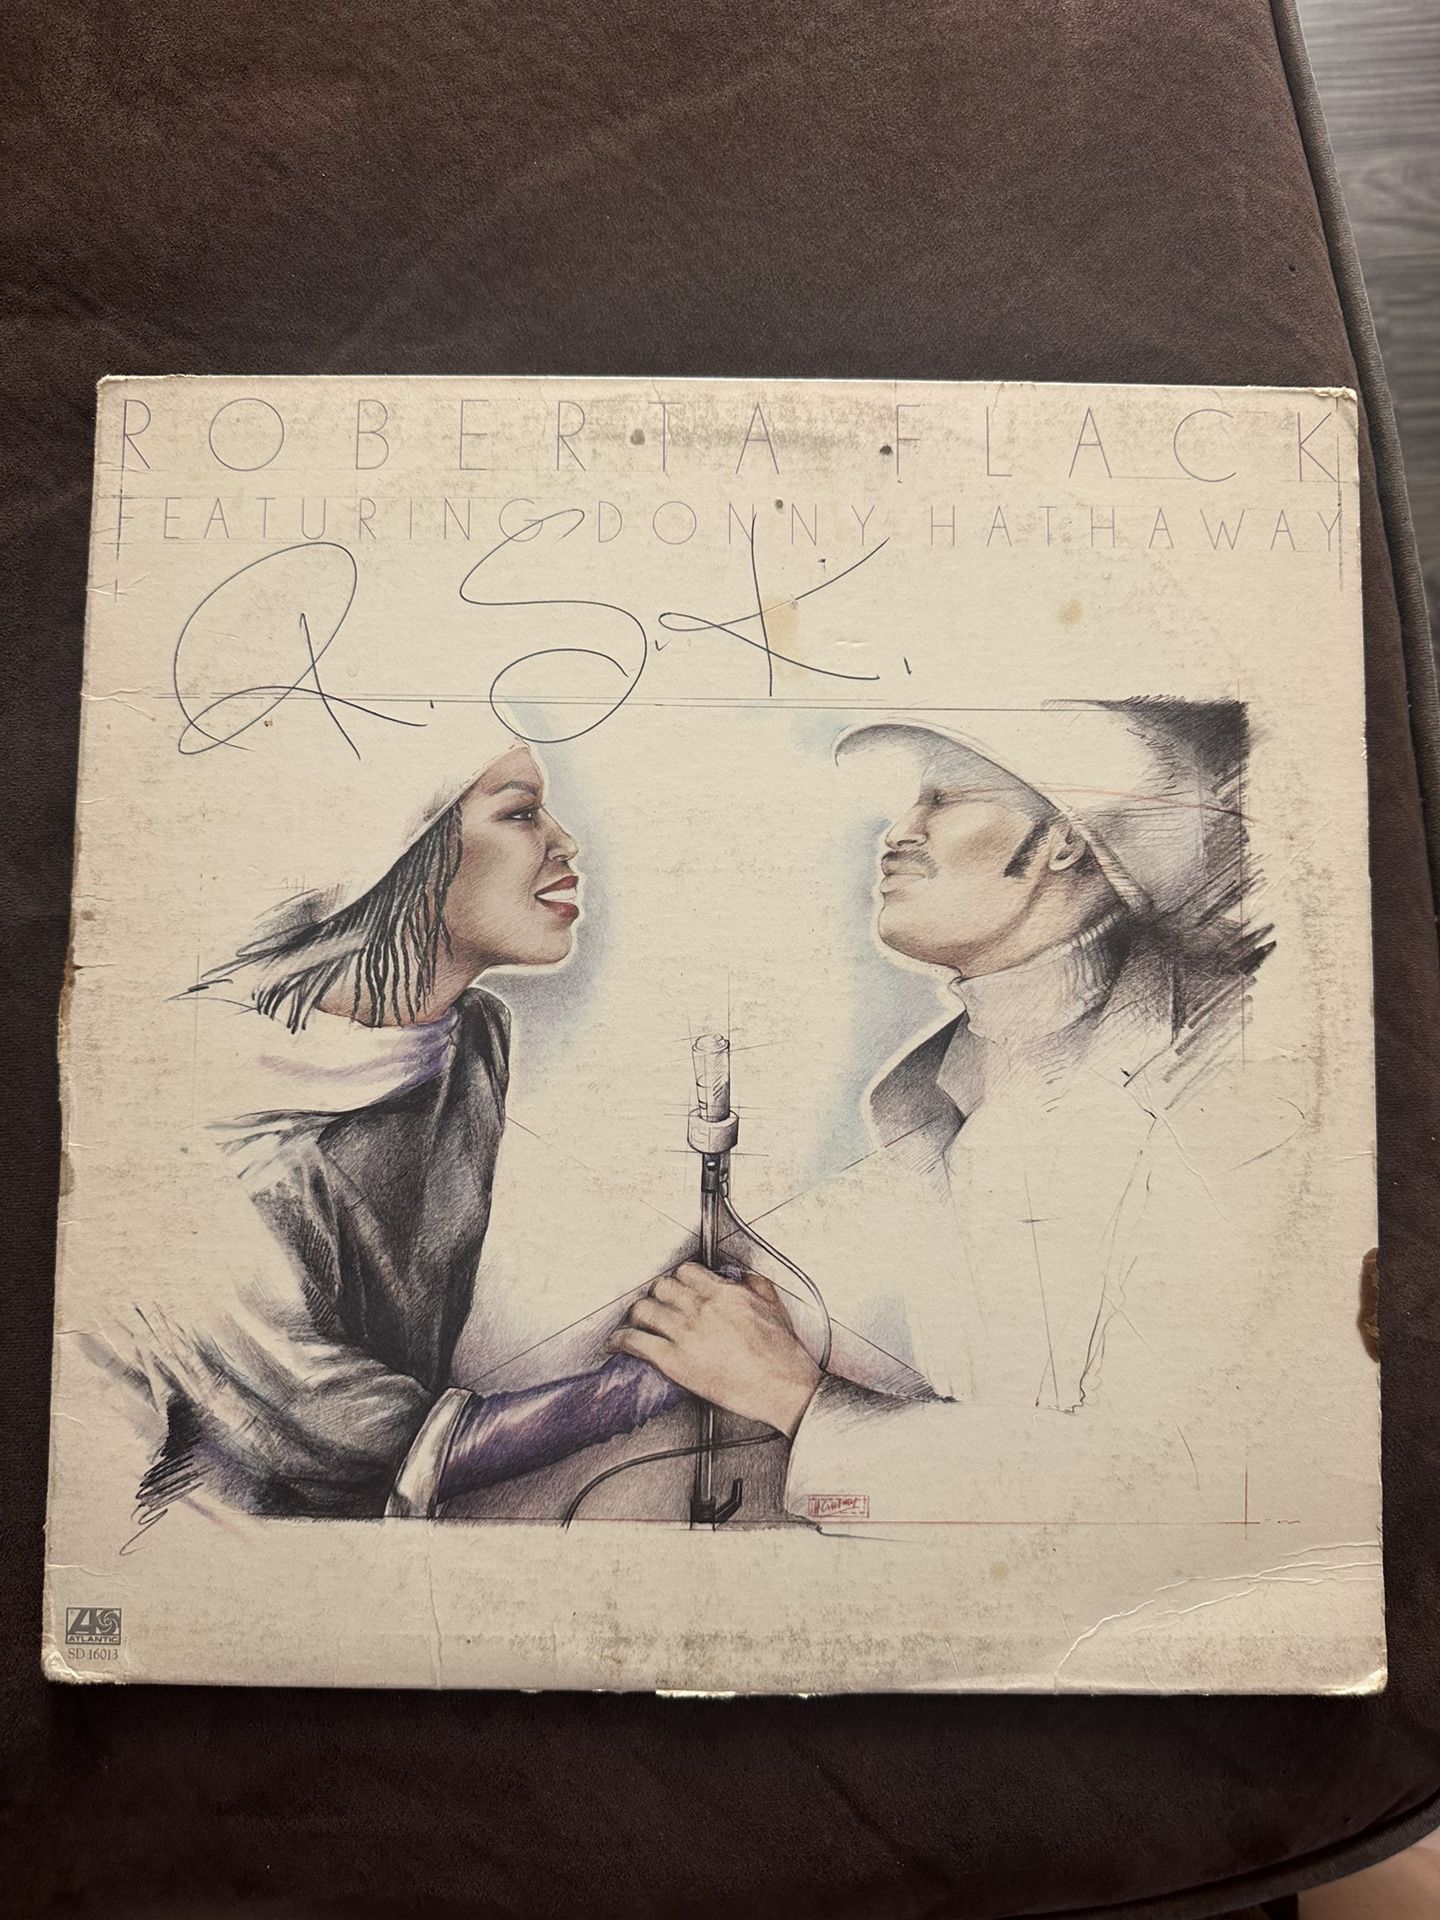 ROBERTA FLACK
FEATURING DONNY HATHAWAY
R. S. K.
ATLANTIC
SD 16013